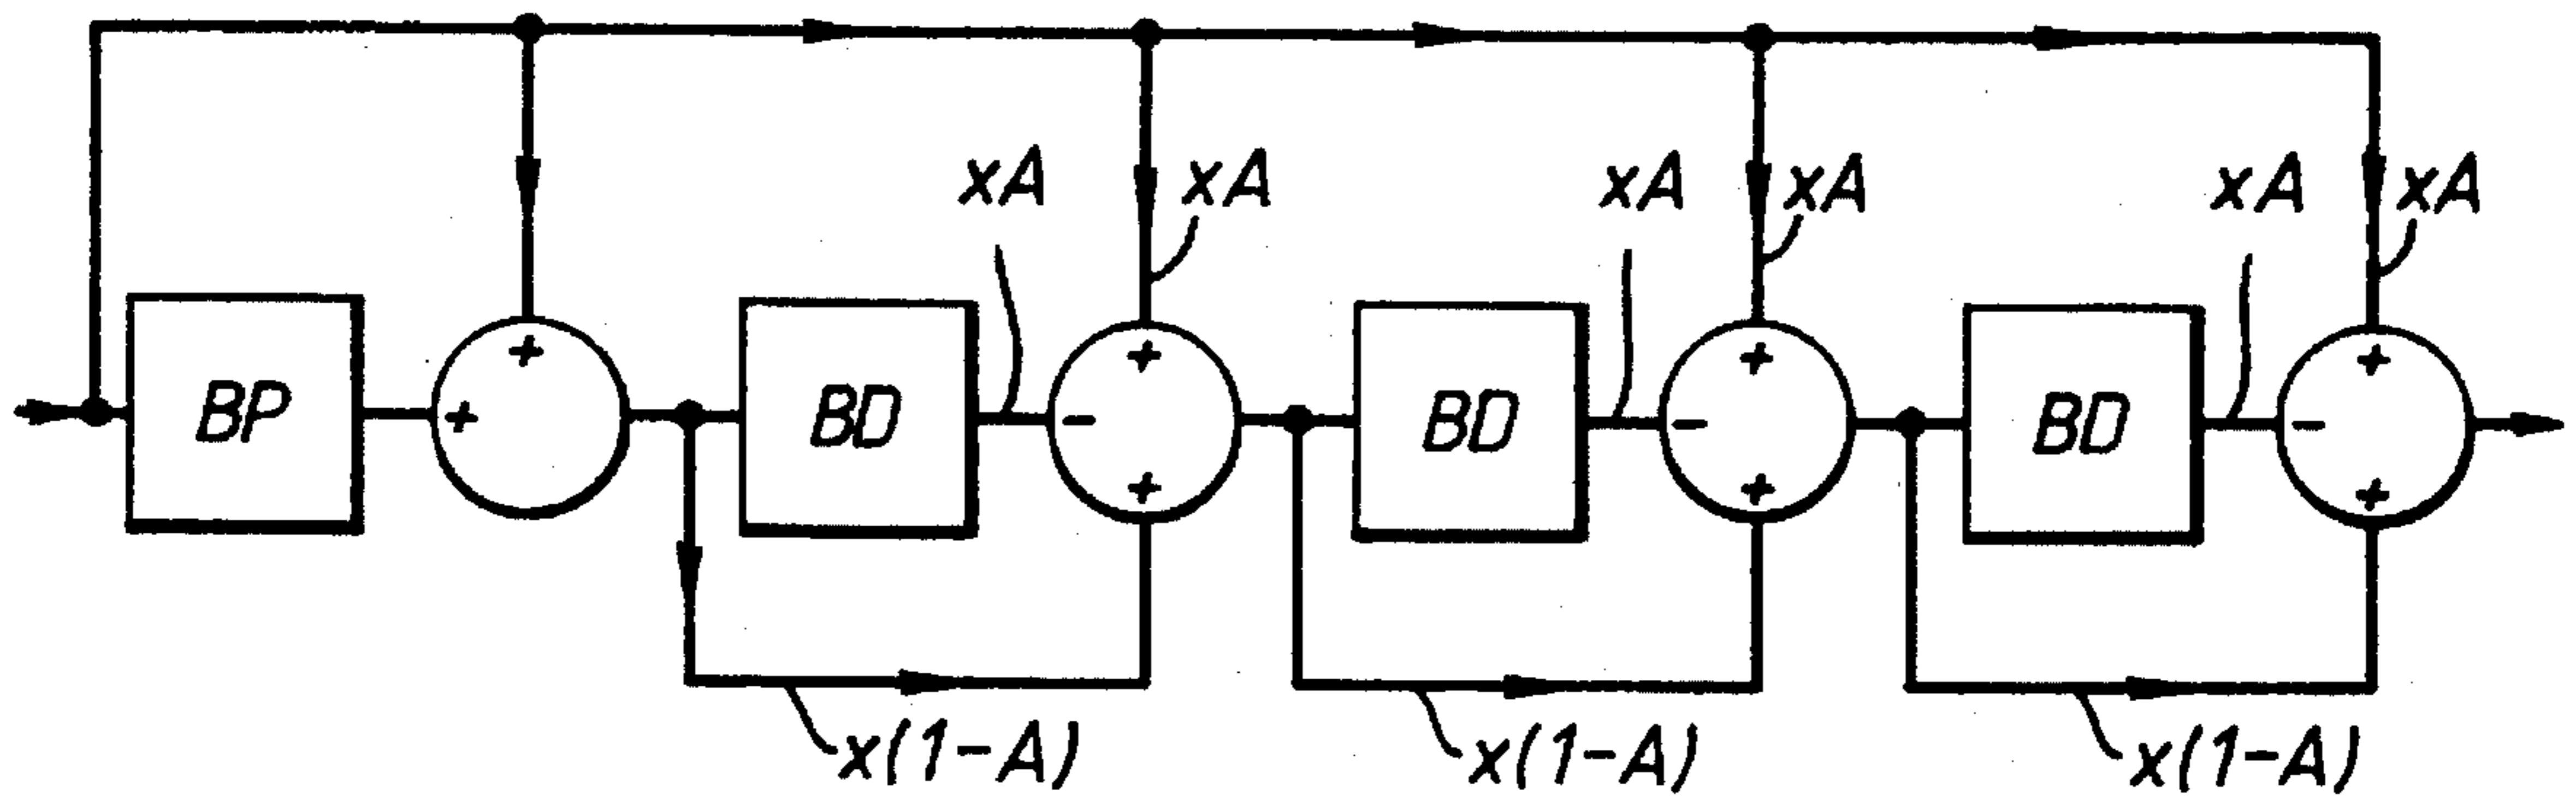 xA xA xA xA xA xA
+ + + +
BP + BD - BD - BD -
+ + +
x(1-A) x(1-A) x(1-A)